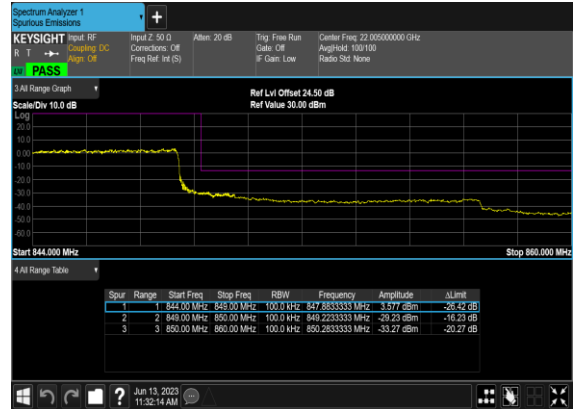 Spectrum Analyzer 1
Spurious Emissions
+
KEYSIGHT Input: RF Input Z: 50 Ω Atten: 20 dB Trig: Free Run Center Freq: 22.005000000 GHz
R T Coupling: DC Corrections: Off Gate: Off Avg|Hold: 100/100
Align: Off Freq Ref: Int (S) IF Gain: Low Radio Std: None
PASS
3 All Range Graph Ref Lvl Offset 24.50 dB
Scale/Div 10.0 dB Ref Value 30.00 dBm
Log
20.0
10.0
0.00
-10.0
-20.0
-30.0
-40.0
-50.0
-60.0
Start 844.000 MHz Stop 860.000 MHz
4 All Range Table
Spur Range Start Freq Stop Freq RBW Frequency Amplitude ΔLimit
1 1 844.00 MHz 849.00 MHz 100.0 kHz 847.8833333 MHz 3.577 dBm -26.42 dB
2 2 849.00 MHz 850.00 MHz 100.0 kHz 849.2233333 MHz -29.23 dBm -16.23 dB
3 3 850.00 MHz 860.00 MHz 100.0 kHz 850.2833333 MHz -33.27 dBm -20.27 dB
? Jun 13, 2023
11:32:14 AM